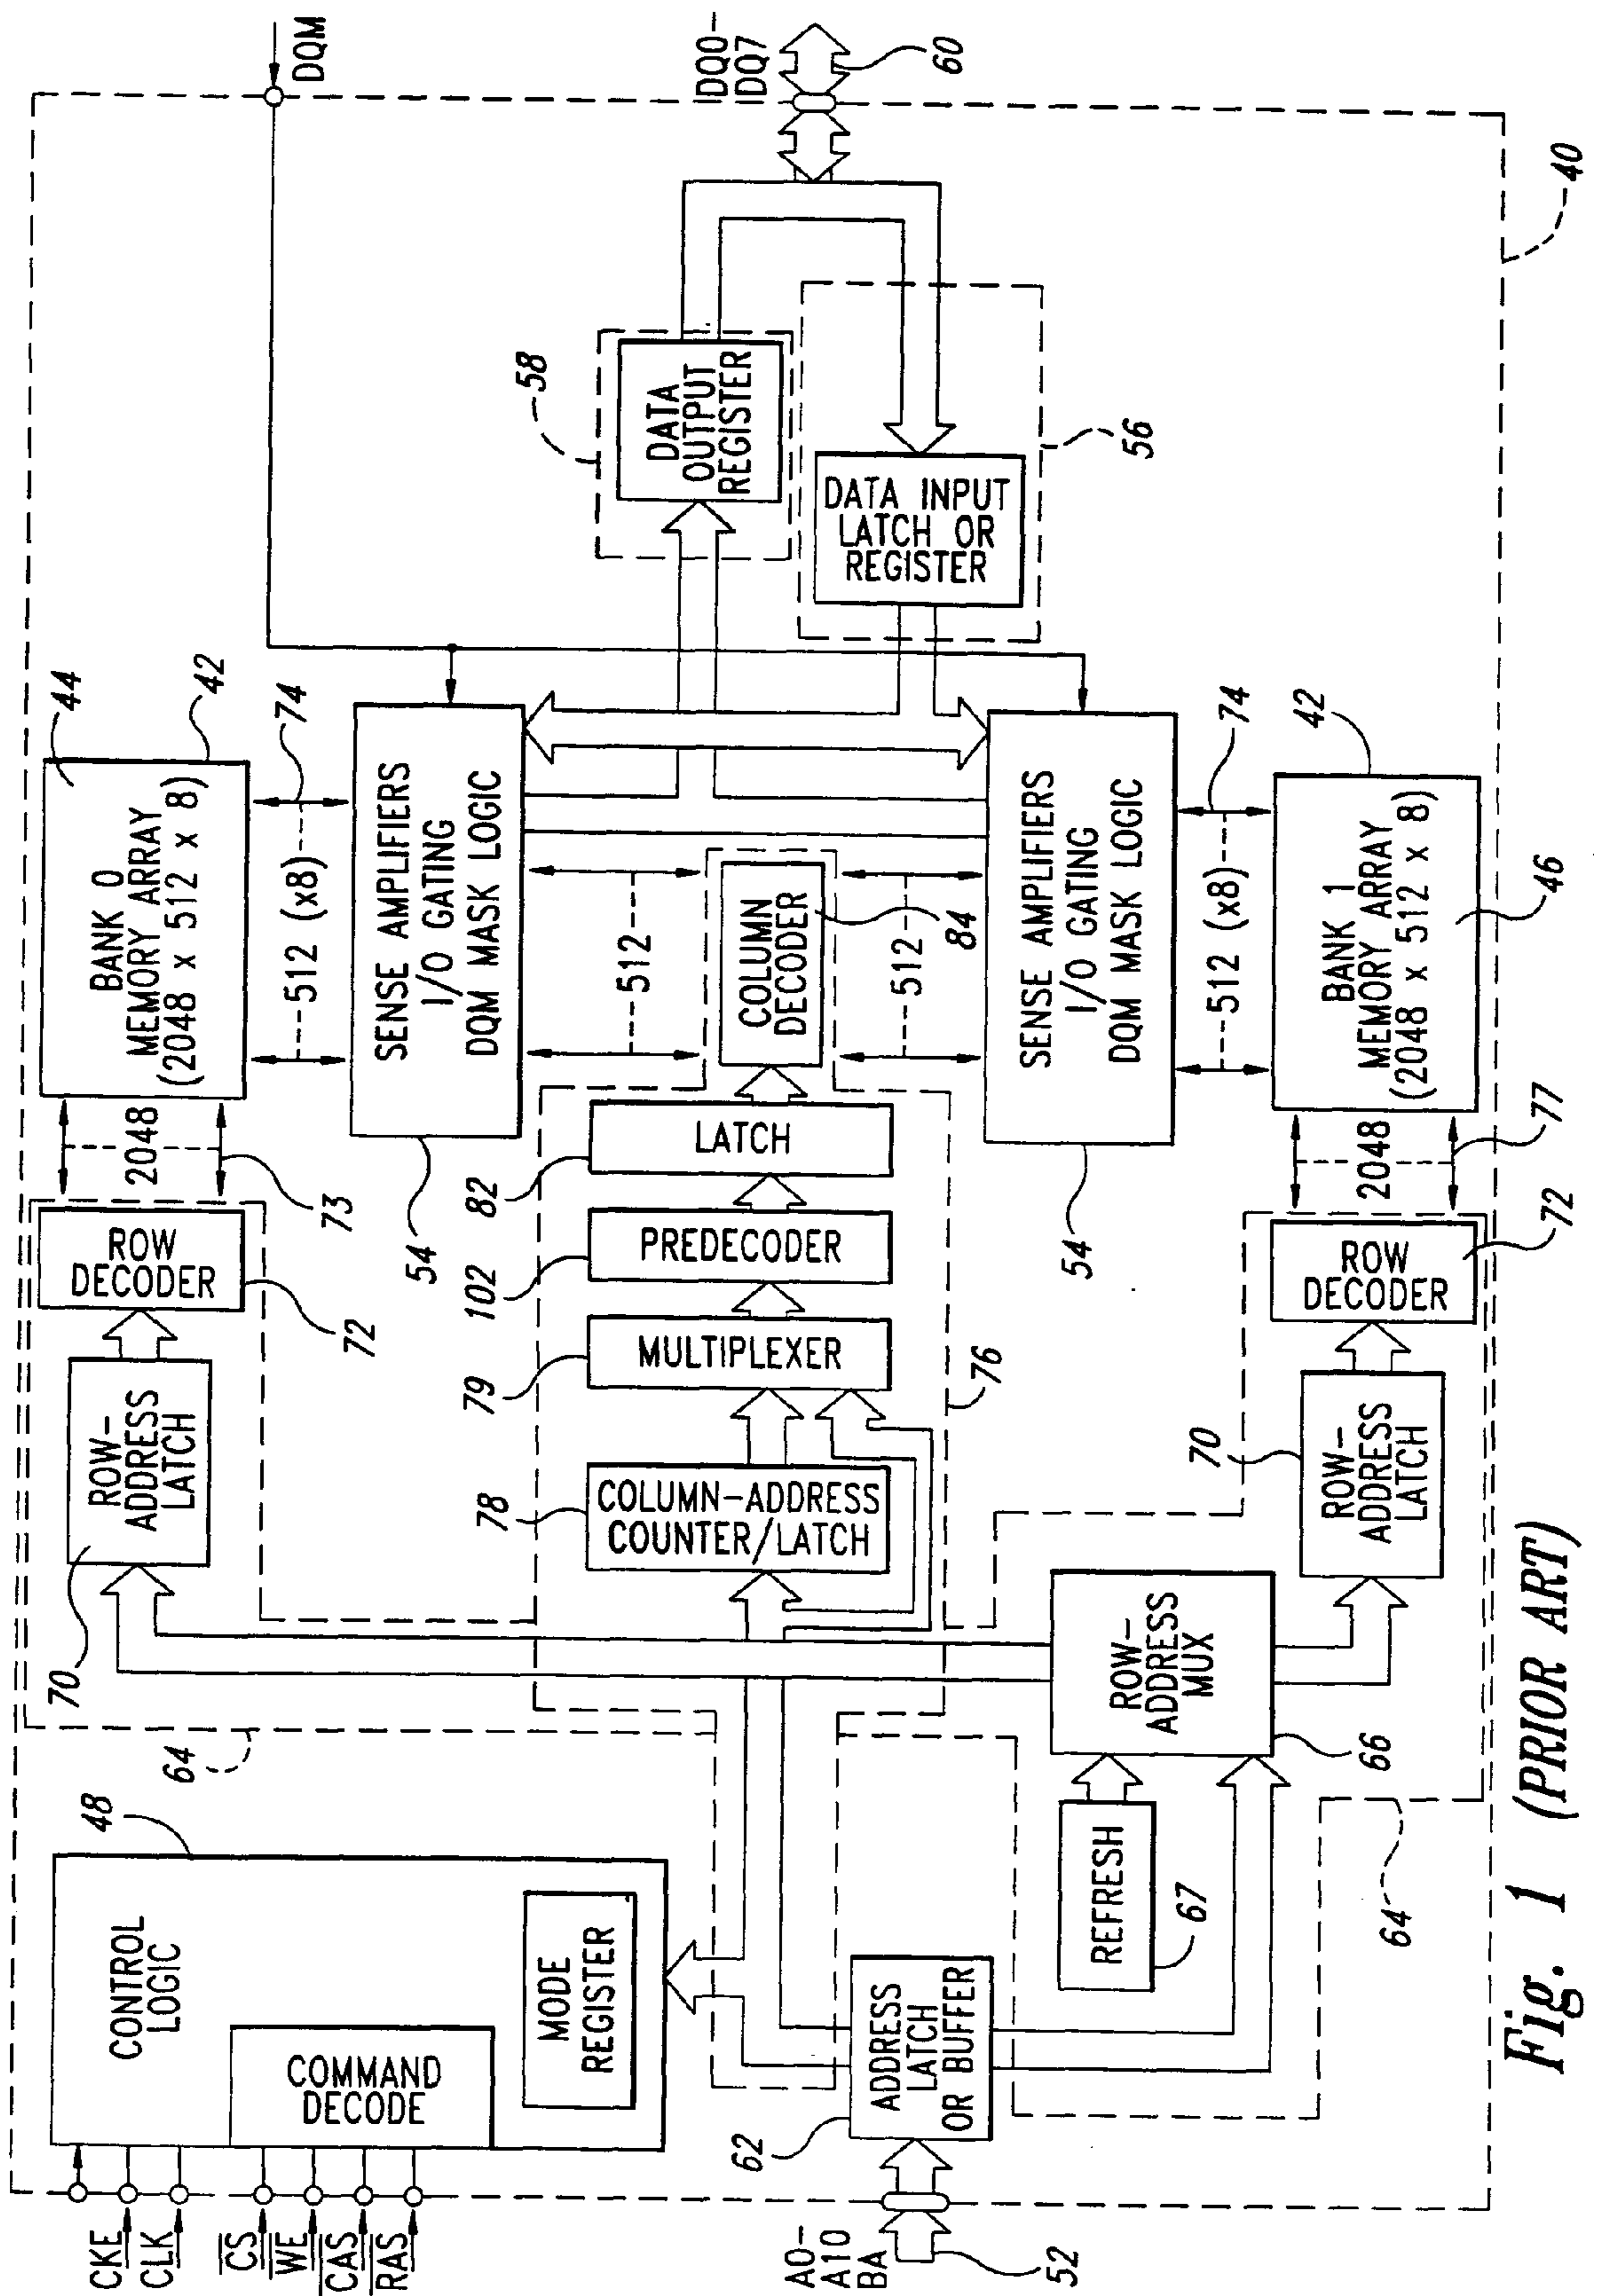 CKE
CLK
CS
WE
CAS
RAS
CONTROL
LOGIC
COMMAND
DECODE
MODE
REGISTER
48
A0-
A10
BA
52
62
ADDRESS
LATCH
OR BUFFER
64
REFRESH
67
ROW-
ADDRESS
MUX
66
64
70
ROW-
ADDRESS
LATCH
ROW
DECODER
72
2048
73
BANK 0
MEMORY ARRAY
(2048 x 512 x 8)
44
42
512 (x8)
74
SENSE AMPLIFIERS
I/O GATING
DQM MASK LOGIC
54
512
78
COLUMN-ADDRESS
COUNTER/LATCH
79
MULTIPLEXER
102
PREDECODER
82
LATCH
COLUMN
DECODER
84
76
512
SENSE AMPLIFIERS
I/O GATING
DQM MASK LOGIC
54
512 (x8)
74
BANK 1
MEMORY ARRAY
(2048 x 512 x 8)
42
46
2048
77
70
ROW-
ADDRESS
LATCH
ROW
DECODER
72
58
DATA
OUTPUT
REGISTER
DATA INPUT
LATCH OR
REGISTER
56
DQM
DQ0-
DQ7
60
40
Fig. 1 (PRIOR ART)